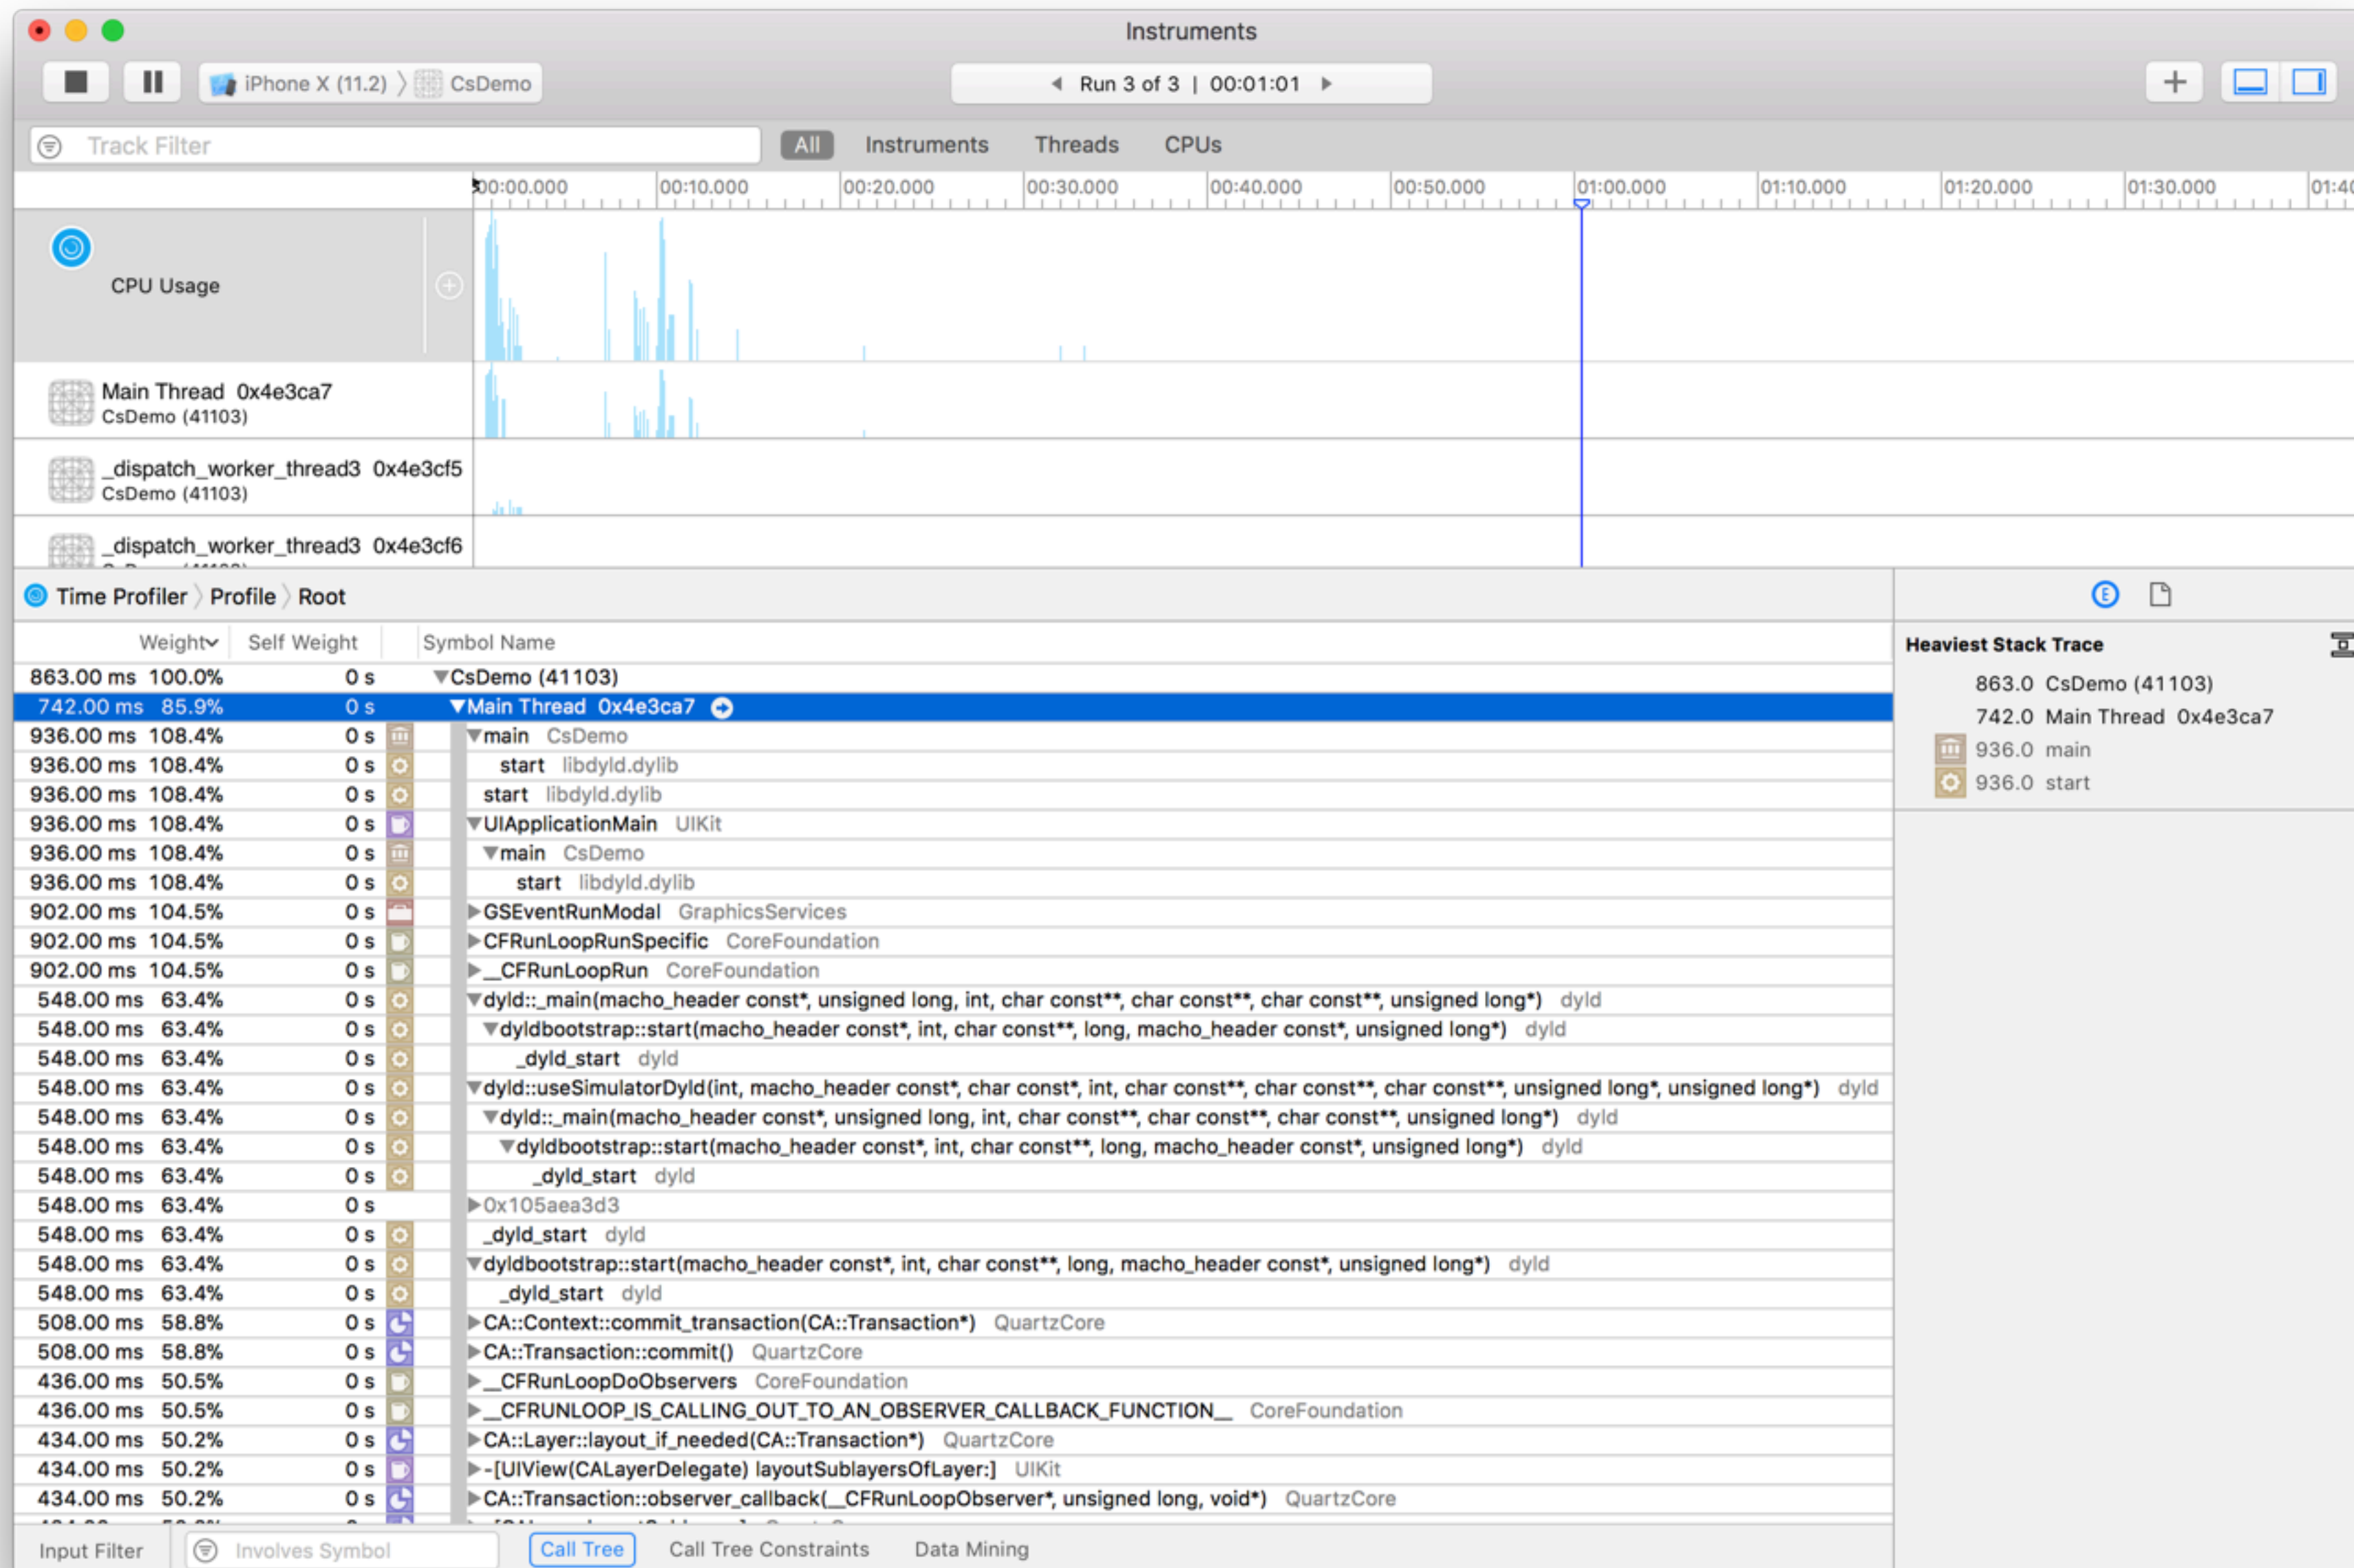 Instruments
iPhone X (11.2) CsDemo
Run 3 of 3 | 00:01:01
Track Filter All Instruments Threads CPUs
00:00.000 00:10.000 00:20.000 00:30.000 00:40.000 00:50.000 01:00.000 01:10.000 01:20.000 01:30.000 01:40
CPU Usage
Main Thread 0x4e3ca7
CsDemo (41103)
_dispatch_worker_thread3 0x4e3cf5
CsDemo (41103)
_dispatch_worker_thread3 0x4e3cf6
Time Profiler Profile Root
Weight Self Weight Symbol Name
863.00 ms 100.0% 0 s CsDemo (41103)
742.00 ms 85.9% 0 s Main Thread 0x4e3ca7
936.00 ms 108.4% 0 s main CsDemo
936.00 ms 108.4% 0 s start libdyld.dylib
936.00 ms 108.4% 0 s start libdyld.dylib
936.00 ms 108.4% 0 s UIApplicationMain UIKit
936.00 ms 108.4% 0 s main CsDemo
936.00 ms 108.4% 0 s start libdyld.dylib
902.00 ms 104.5% 0 s GSEventRunModal GraphicsServices
902.00 ms 104.5% 0 s CFRunLoopRunSpecific CoreFoundation
902.00 ms 104.5% 0 s __CFRunLoopRun CoreFoundation
548.00 ms 63.4% 0 s dyld::_main(macho_header const*, unsigned long, int, char const**, char const**, char const**, unsigned long*) dyld
548.00 ms 63.4% 0 s dyldbootstrap::start(macho_header const*, int, char const**, long, macho_header const*, unsigned long*) dyld
548.00 ms 63.4% 0 s _dyld_start dyld
548.00 ms 63.4% 0 s dyld::useSimulatorDyld(int, macho_header const*, char const*, int, char const**, char const**, char const**, unsigned long*, unsigned long*) dyld
548.00 ms 63.4% 0 s dyld::_main(macho_header const*, unsigned long, int, char const**, char const**, char const**, unsigned long*) dyld
548.00 ms 63.4% 0 s dyldbootstrap::start(macho_header const*, int, char const**, long, macho_header const*, unsigned long*) dyld
548.00 ms 63.4% 0 s _dyld_start dyld
548.00 ms 63.4% 0 s 0x105aea3d3
548.00 ms 63.4% 0 s _dyld_start dyld
548.00 ms 63.4% 0 s dyldbootstrap::start(macho_header const*, int, char const**, long, macho_header const*, unsigned long*) dyld
548.00 ms 63.4% 0 s _dyld_start dyld
508.00 ms 58.8% 0 s CA::Context::commit_transaction(CA::Transaction*) QuartzCore
508.00 ms 58.8% 0 s CA::Transaction::commit() QuartzCore
436.00 ms 50.5% 0 s __CFRunLoopDoObservers CoreFoundation
436.00 ms 50.5% 0 s __CFRUNLOOP_IS_CALLING_OUT_TO_AN_OBSERVER_CALLBACK_FUNCTION__ CoreFoundation
434.00 ms 50.2% 0 s CA::Layer::layout_if_needed(CA::Transaction*) QuartzCore
434.00 ms 50.2% 0 s -[UIView(CALayerDelegate) layoutSublayersOfLayer:] UIKit
434.00 ms 50.2% 0 s CA::Transaction::observer_callback(__CFRunLoopObserver*, unsigned long, void*) QuartzCore
E
Heaviest Stack Trace
863.0 CsDemo (41103)
742.0 Main Thread 0x4e3ca7
936.0 main
936.0 start
Input Filter Involves Symbol Call Tree Call Tree Constraints Data Mining